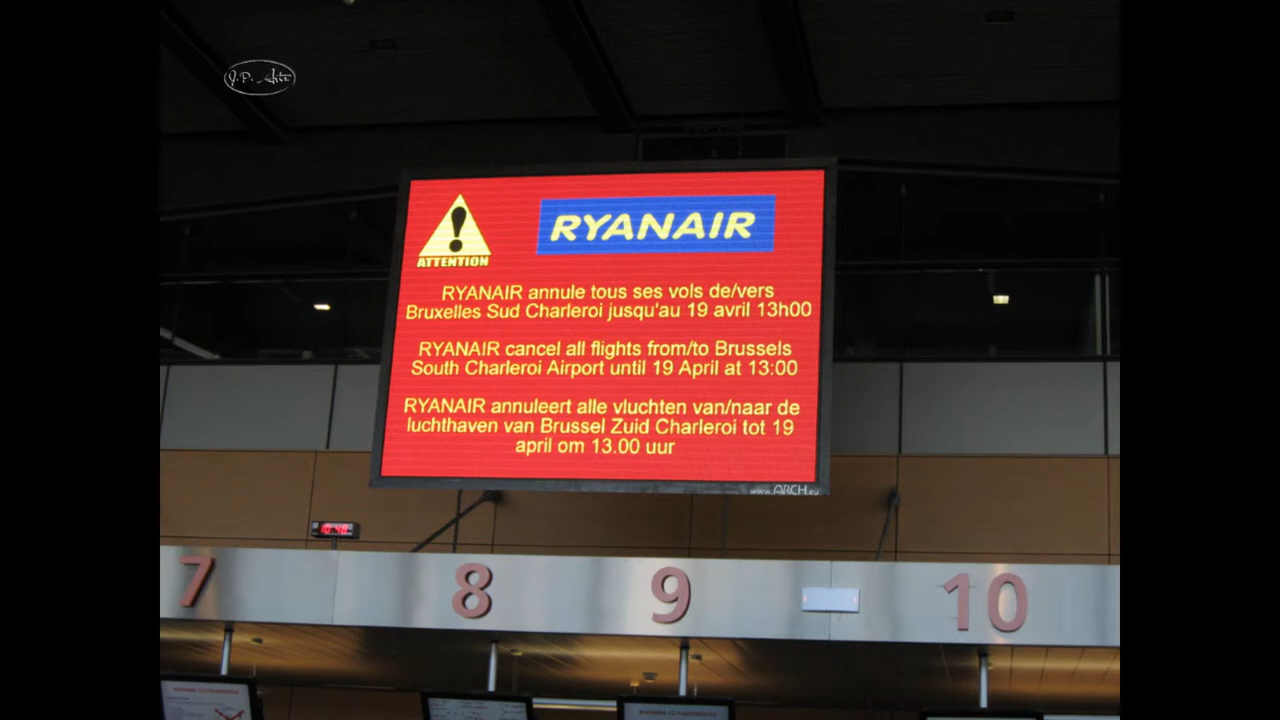 J.P.
ATTENTION
RYANAIR
RYANAIR annule tous ses vols de/vers
Bruxelles Sud Charleroi jusqu'au 19 avril 13h00
RYANAIR cancel all flights from/to Brussels
South Charleroi Airport until 19 April at 13:00
RYANAIR annuleert alle vluchten van/naar de
luchthaven van Brussel Zuid Charleroi tot 19
april om 13.00 uur
www.ARCH.eu
10:40
7 8 9 10